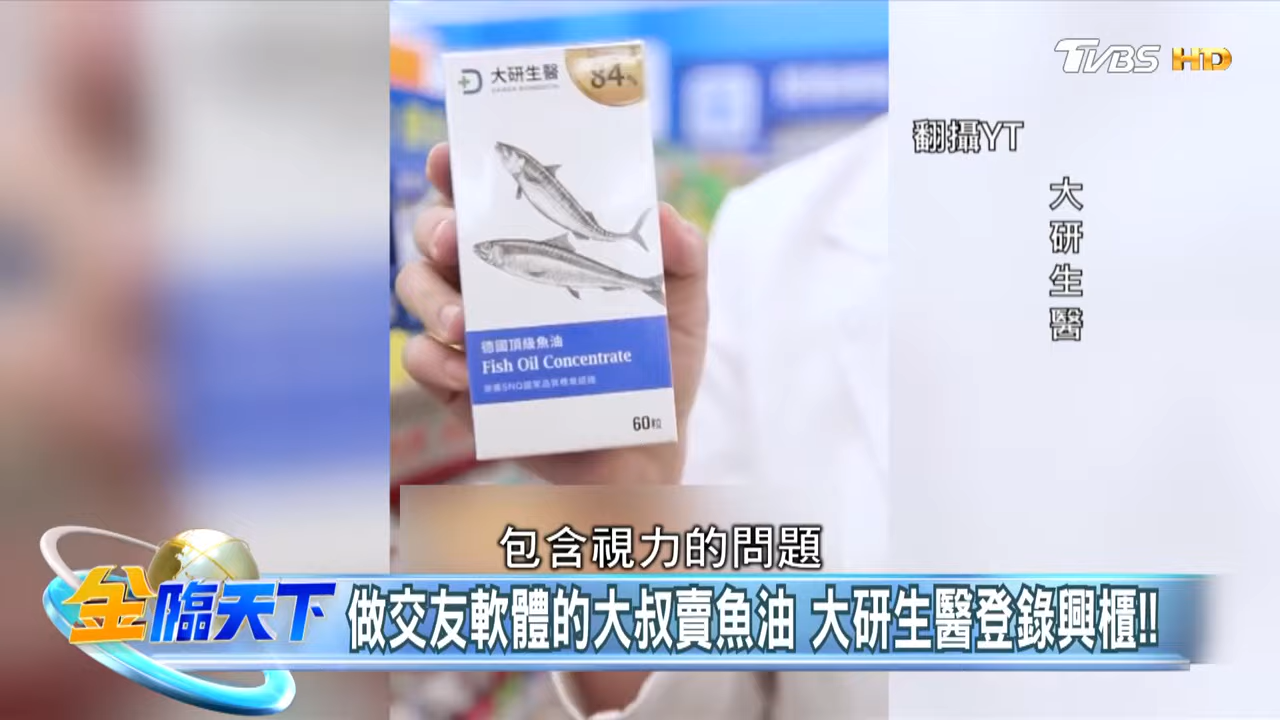 TVBS HD
翻攝YT
大研生醫
大研生醫
84%
德國頂級魚油
Fish Oil Concentrate
60粒
包含視力的問題
金臨天下
做交友軟體的大叔賣魚油 大研生醫登錄興櫃!!